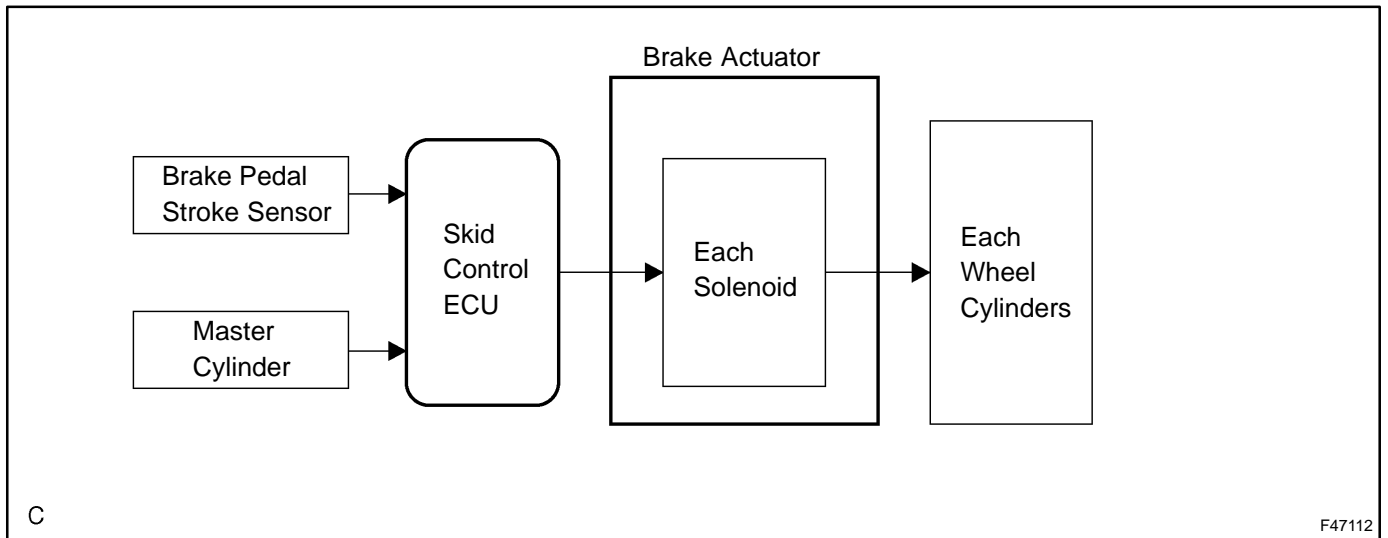 Brake Actuator
Brake Pedal
Stroke Sensor
Master
Cylinder
Skid
Control
ECU
Each
Solenoid
Each
Wheel
Cylinders
C
F47112